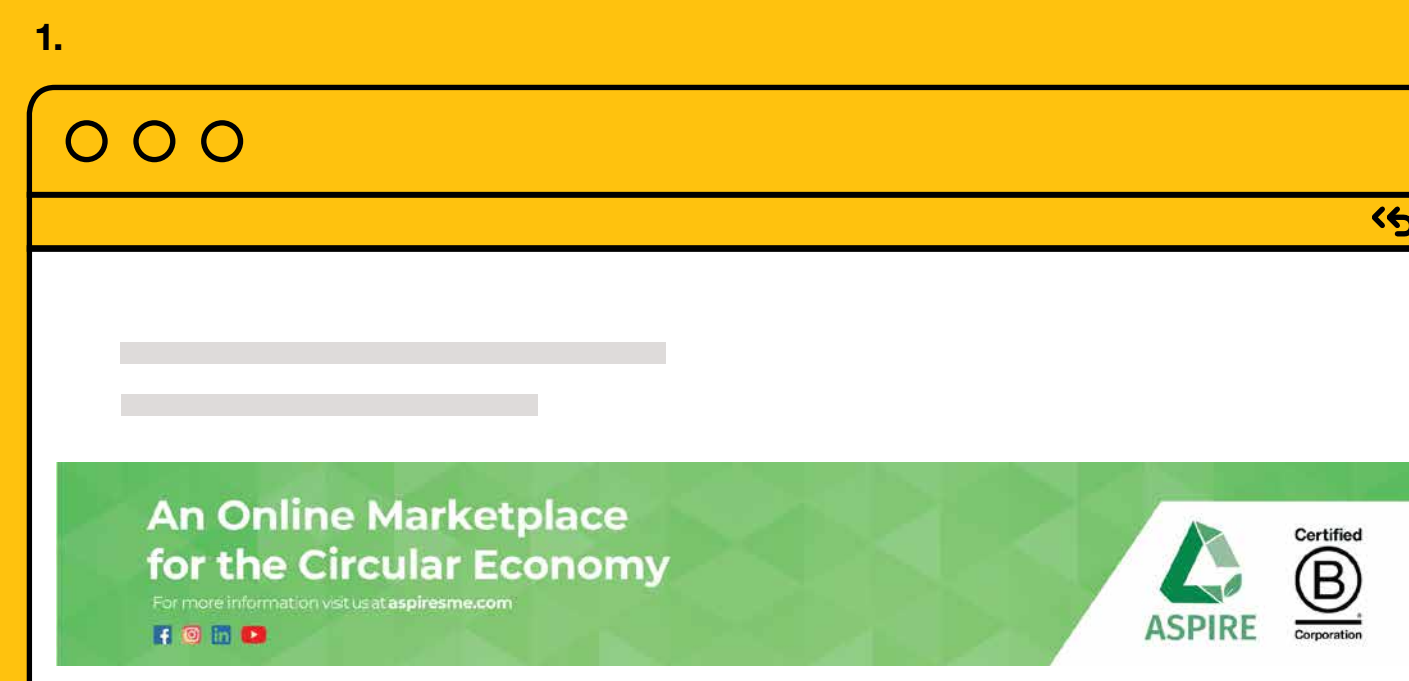 1.
An Online Marketplace
for the Circular Economy
For more information visit us at aspiresme.com
ASPIRE
Certified
B
Corporation